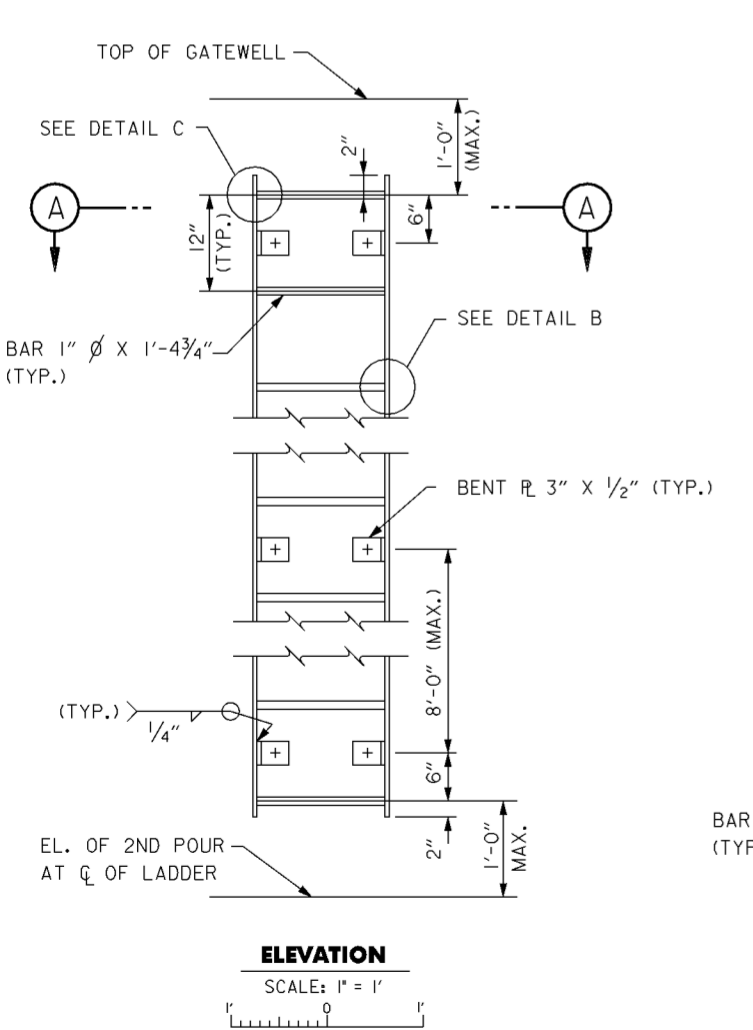 TOP OF GATEWELL
SEE DETAIL C
2"
1'-0"
(MAX.)
A
A
12"
(TYP.)
6"
SEE DETAIL B
BAR 1" Ø X 1'-4¾"
(TYP.)
BENT ⅊ 3" X ½" (TYP.)
8'-0" (MAX.)
(TYP.)
¼"
6"
2"
1'-0"
MAX.
EL. OF 2ND POUR
AT ℄ OF LADDER
BAR
(TYP
ELEVATION
SCALE: 1" = 1'
1' 0 1'